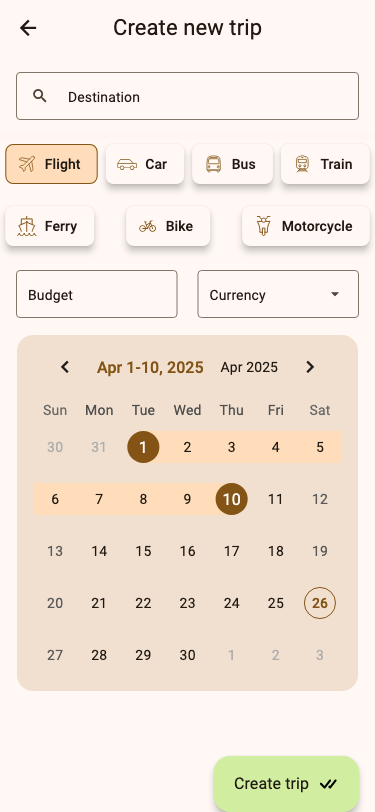 Create new trip
Destination
Flight Car Bus Train
Ferry Bike Motorcycle
Budget Currency
Apr 1-10, 2025 Apr 2025
Sun Mon Tue Wed Thu Fri Sat
30 31 1 2 3 4 5
6 7 8 9 10 11 12
13 14 15 16 17 18 19
20 21 22 23 24 25 26
27 28 29 30 1 2 3
Create trip